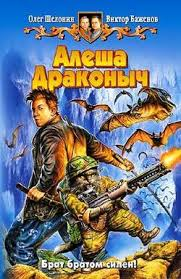 Олег Шелонин, Виктор Баженов
Алеша
Драконыч
Брат братом силен!